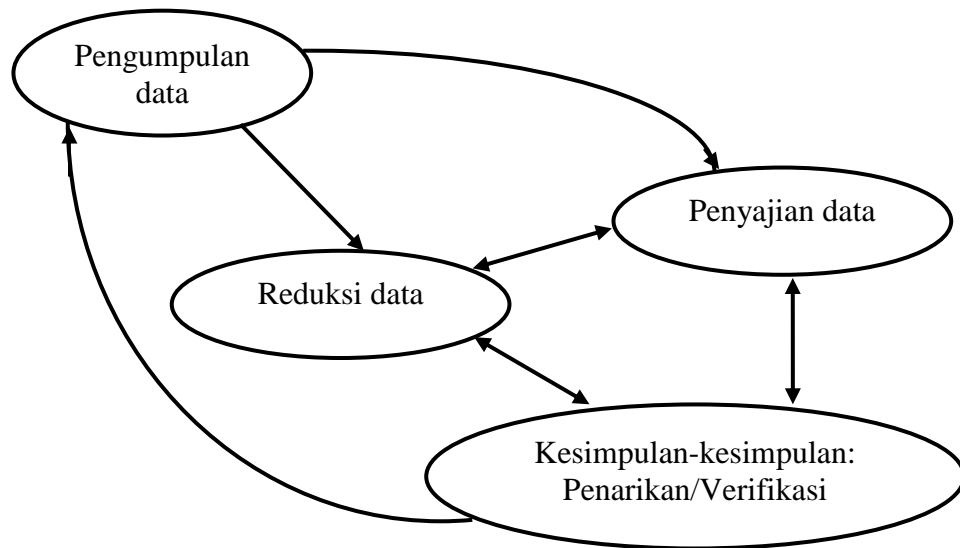 Pengumpulan
data
Penyajian data
Reduksi data
Kesimpulan-kesimpulan:
Penarikan/Verifikasi